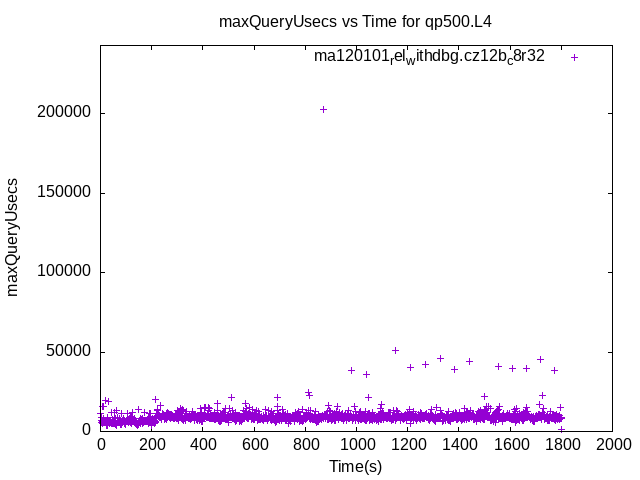 maxQueryUsecs vs Time for qp500.L4
ma120101_rel_withdbg.cz12b_c8r32
200000
150000
100000
50000
0
maxQueryUsecs
0 200 400 600 800 1000 1200 1400 1600 1800 2000
Time(s)